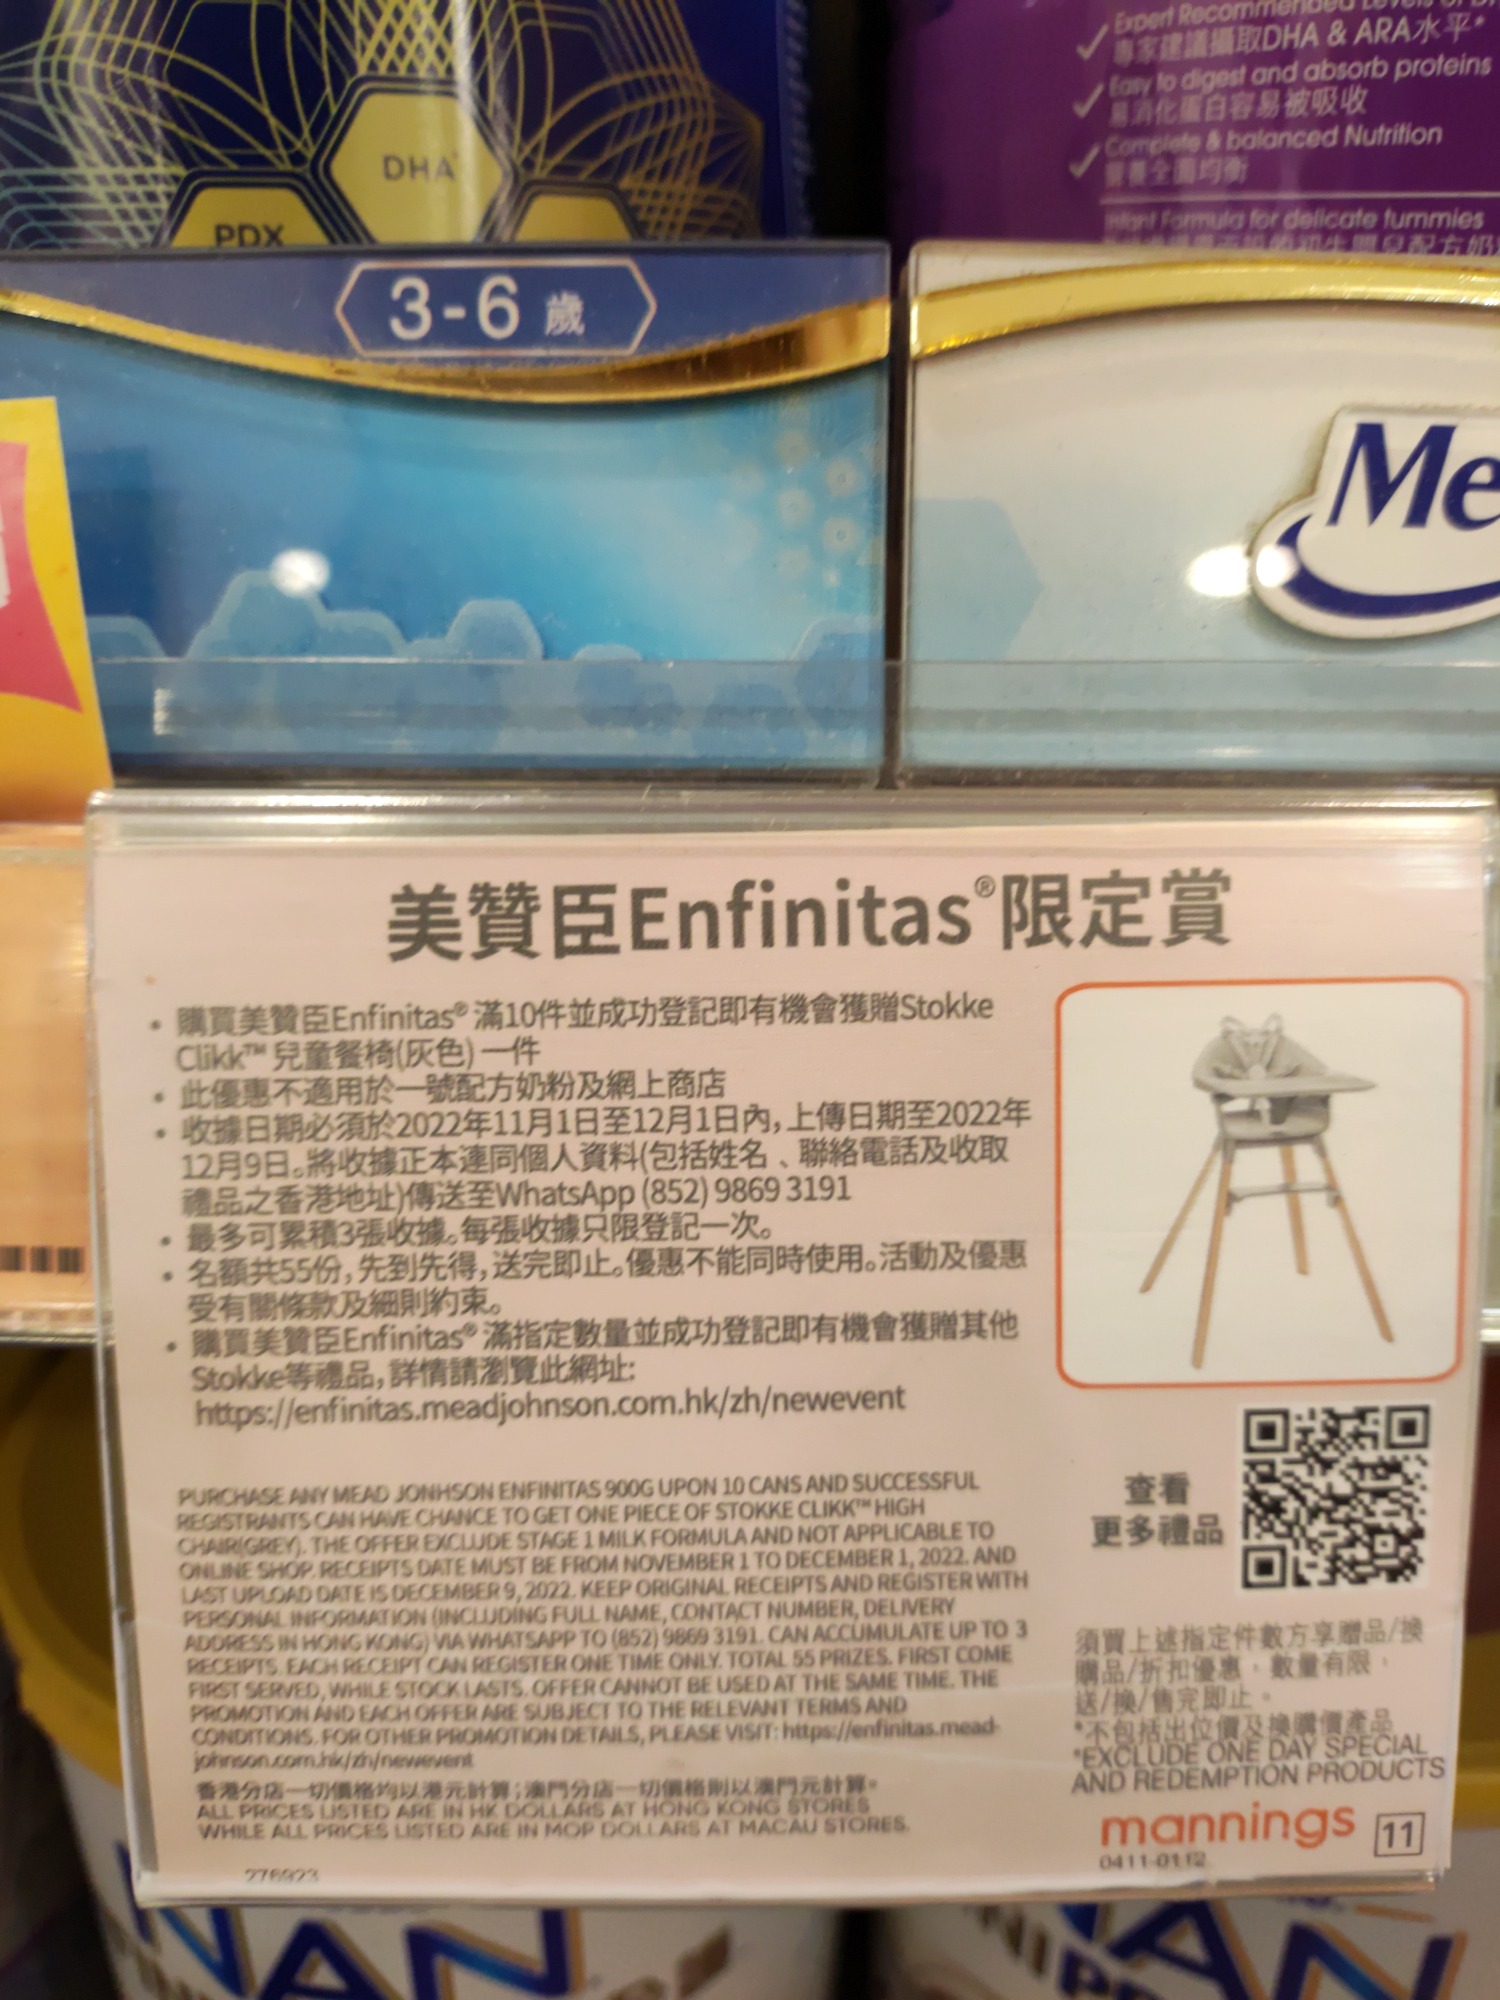 Expert Recommended Levels of
專家建議攝取DHA & ARA水平*
Easy to digest and absorb proteins
易消化蛋白容易被吸收
Complete & balanced Nutrition
營養全面均衡
Infant Formula for delicate tummies
初生嬰兒配方奶
DHA
PDX
3-6 歲
Me
美贊臣Enfinitas®限定賞
• 購買美贊臣Enfinitas® 滿10件並成功登記即有機會獲贈Stokke
Clikk™ 兒童餐椅(灰色) 一件
• 此優惠不適用於一號配方奶粉及網上商店
• 收據日期必須於2022年11月1日至12月1日內,上傳日期至2022年
12月9日。將收據正本連同個人資料(包括姓名、聯絡電話及收取
禮品之香港地址)傳送至WhatsApp (852) 9869 3191
• 最多可累積3張收據。每張收據只限登記一次。
• 名額共55份,先到先得,送完即止。優惠不能同時使用。活動及優惠
受有關條款及細則約束。
• 購買美贊臣Enfinitas® 滿指定數量並成功登記即有機會獲贈其他
Stokke等禮品,詳情請瀏覽此網址:
https://enfinitas.meadjohnson.com.hk/zh/newevent
PURCHASE ANY MEAD JONHSON ENFINITAS 900G UPON 10 CANS AND SUCCESSFUL
REGISTRANTS CAN HAVE CHANCE TO GET ONE PIECE OF STOKKE CLIKK™ HIGH
CHAIR(GREY). THE OFFER EXCLUDE STAGE 1 MILK FORMULA AND NOT APPLICABLE TO
ONLINE SHOP. RECEIPTS DATE MUST BE FROM NOVEMBER 1 TO DECEMBER 1, 2022. AND
LAST UPLOAD DATE IS DECEMBER 9, 2022. KEEP ORIGINAL RECEIPTS AND REGISTER WITH
PERSONAL INFORMATION (INCLUDING FULL NAME, CONTACT NUMBER, DELIVERY
ADDRESS IN HONG KONG) VIA WHATSAPP TO (852) 9869 3191. CAN ACCUMULATE UP TO 3
RECEIPTS. EACH RECEIPT CAN REGISTER ONE TIME ONLY. TOTAL 55 PRIZES. FIRST COME
FIRST SERVED, WHILE STOCK LASTS. OFFER CANNOT BE USED AT THE SAME TIME. THE
PROMOTION AND EACH OFFER ARE SUBJECT TO THE RELEVANT TERMS AND
CONDITIONS. FOR OTHER PROMOTION DETAILS, PLEASE VISIT: https://enfinitas.mead-
johnson.com.hk/zh/newevent
香港分店一切價格均以港元計算;澳門分店一切價格則以澳門元計算。
ALL PRICES LISTED ARE IN HK DOLLARS AT HONG KONG STORES
WHILE ALL PRICES LISTED ARE IN MOP DOLLARS AT MACAU STORES.
276923
查看
更多禮品
須買上述指定件數方享贈品/換
購品/折扣優惠,數量有限,
送/換/售完即止。
*不包括出位價及換購價產品
*EXCLUDE ONE DAY SPECIAL
AND REDEMPTION PRODUCTS
mannings 11
0411-0112
NAN
NAN